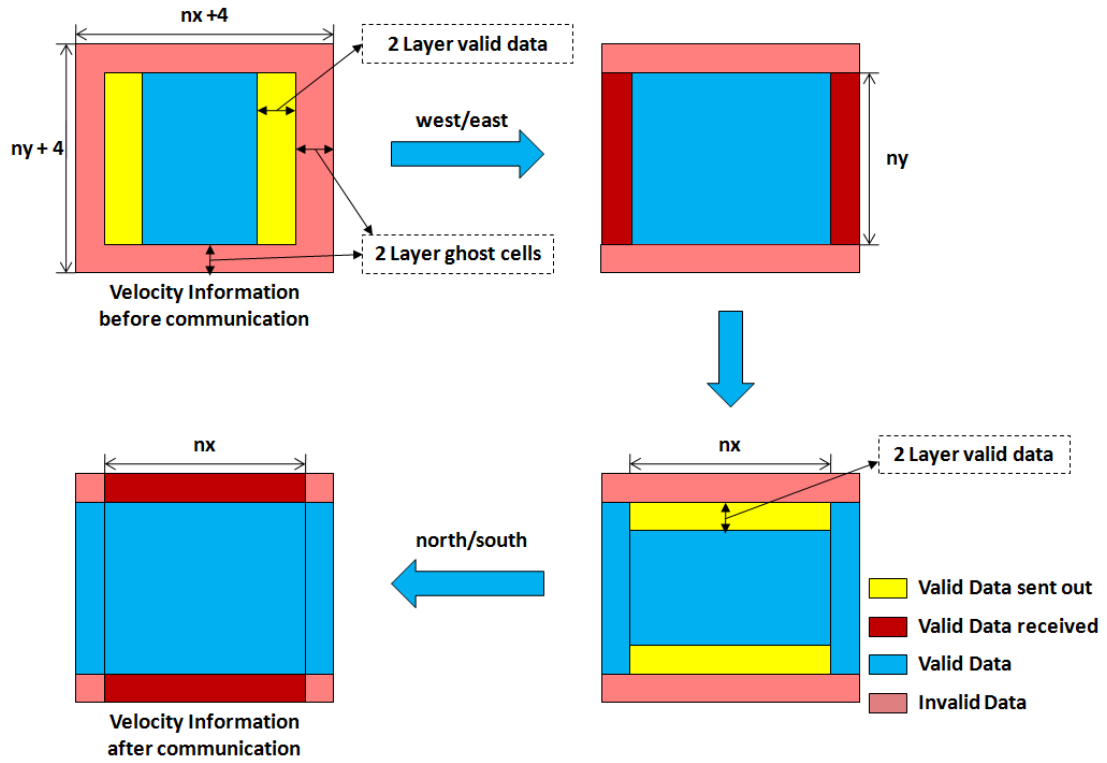 nx +4
2 Layer valid data
ny + 4
west/east
ny
2 Layer ghost cells
Velocity Information
before communication
nx
nx
2 Layer valid data
north/south
Valid Data sent out
Valid Data received
Valid Data
Invalid Data
Velocity Information
after communication